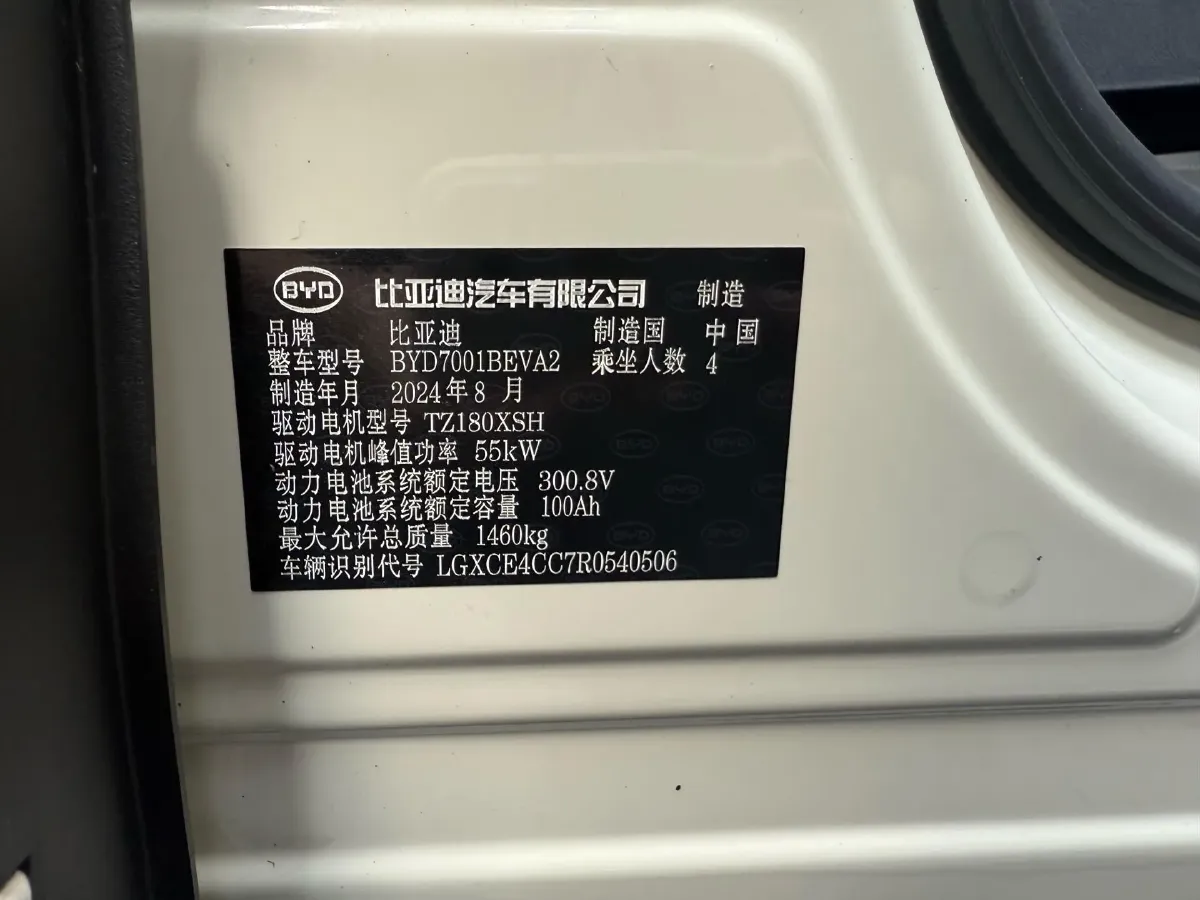 BYD 比亚迪汽车有限公司 制造
品牌 比亚迪 制造国 中国
整车型号 BYD7001BEVA2 乘坐人数 4
制造年月 2024年8月
驱动电机型号 TZ180XSH
驱动电机峰值功率 55kW
动力电池系统额定电压 300.8V
动力电池系统额定容量 100Ah
最大允许总质量 1460kg
车辆识别代号 LGXCE4CC7R0540506